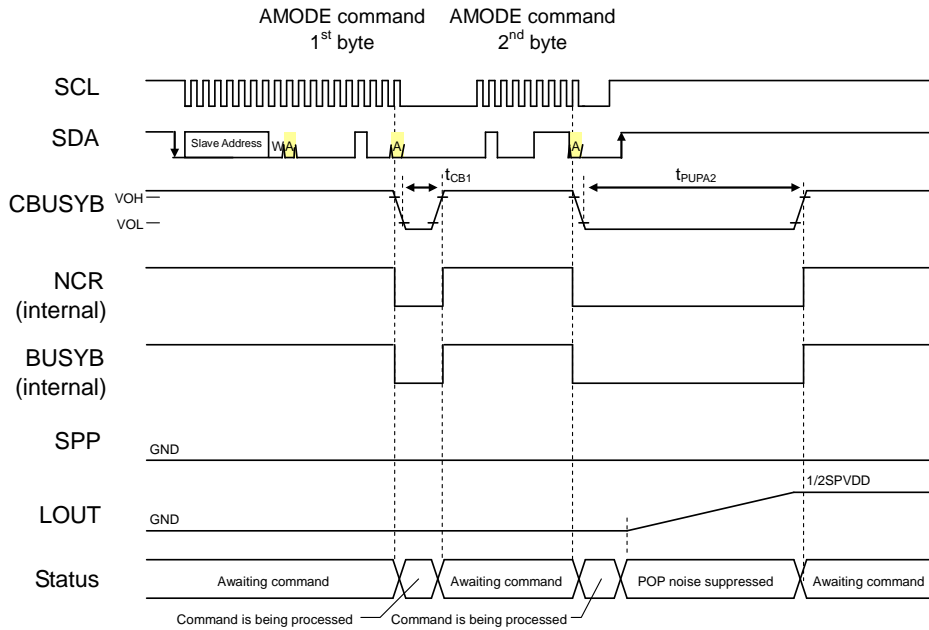 AMODE command
1st byte
AMODE command
2nd byte
SCL
SDA
Slave Address
W
A
A
A
tCB1
tPUPA2
CBUSYB
VOH
VOL
NCR
(internal)
BUSYB
(internal)
SPP
GND
1/2SPVDD
LOUT
GND
Status
Awaiting command
Awaiting command
POP noise suppressed
Awaiting command
Command is being processed
Command is being processed